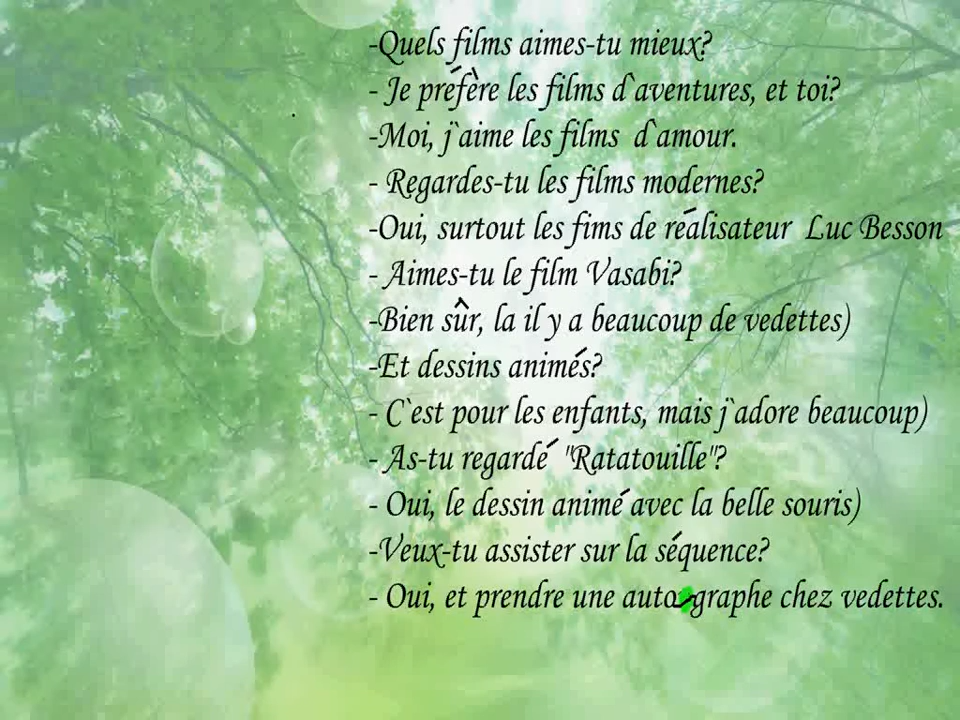 -Quels films aimes-tu mieux?
- Je préfère les films d`aventures, et toi?
-Moi, j`aime les films d`amour.
- Regardes-tu les films modernes?
-Oui, surtout les fims de réalisateur Luc Besson
- Aimes-tu le film Vasabi?
-Bien sûr, la il y a beaucoup de vedettes)
-Et dessins animés?
- C`est pour les enfants, mais j`adore beaucoup)
- As-tu regardé "Ratatouille"?
- Oui, le dessin animé avec la belle souris)
-Veux-tu assister sur la séquence?
- Oui, et prendre une auto-graphe chez vedettes.